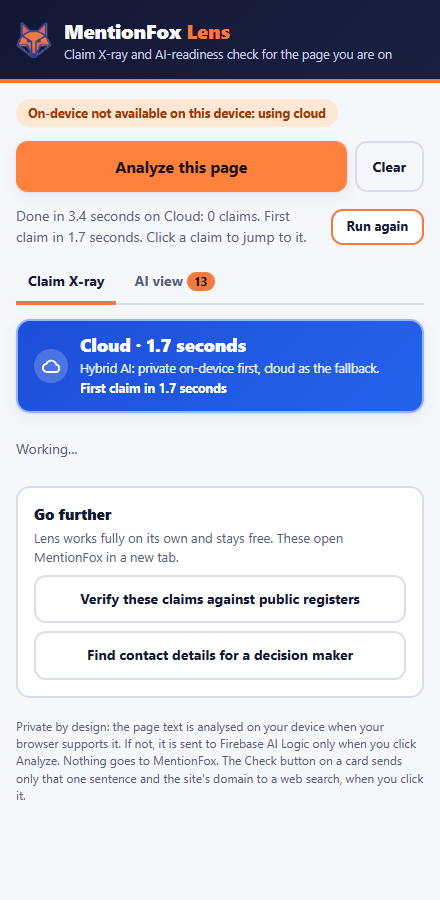 MentionFox Lens
Claim X-ray and AI-readiness check for the page you are on
On-device not available on this device: using cloud
Analyze this page
Clear
Done in 3.4 seconds on Cloud: 0 claims. First
claim in 1.7 seconds. Click a claim to jump to it.
Run again
Claim X-ray
AI view 13
Cloud · 1.7 seconds
Hybrid AI: private on-device first, cloud as the fallback.
First claim in 1.7 seconds
Working...
Go further
Lens works fully on its own and stays free. These open
MentionFox in a new tab.
Verify these claims against public registers
Find contact details for a decision maker
Private by design: the page text is analysed on your device when your
browser supports it. If not, it is sent to Firebase AI Logic only when you click
Analyze. Nothing goes to MentionFox. The Check button on a card sends
only that one sentence and the site's domain to a web search, when you click
it.